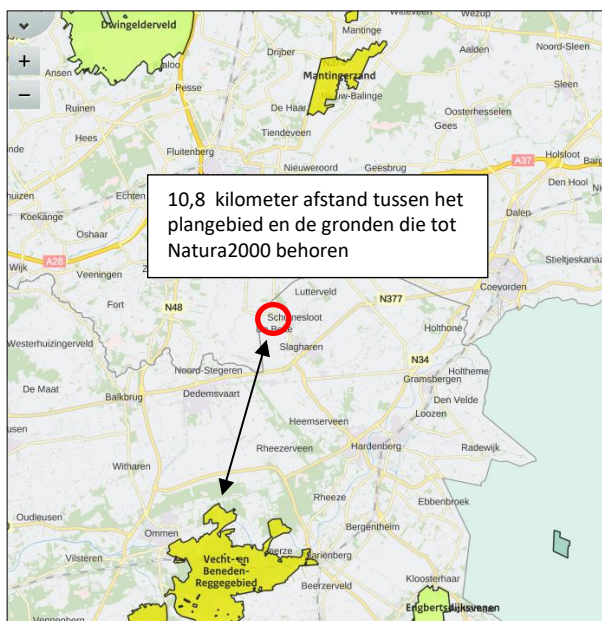 Dwingelderveld
Mantinge
Wezup
Aalden
Noord-Sleen
Ansen
Drijber
N374
Pesse
Mantingerzand
+
Sleen
−
Ruinen
De Haar
Oosterhesselen
Hees
Tiendeveen
Gees
Fluitenberg
Holsloot
Nieuweroord
Geesbrug
A37
Den Hool
Echten
10,8 kilometer afstand tussen het
plangebied en de gronden die tot
Natura2000 behoren
Koekange
Dalen
Oshaar
Wijk
A28
Veeningen
Stieltjeskanaal
Coevorden
Lutterveld
N377
Fort
N48
Holthone
Westerhuizingerveld
Slagharen
N34
Noord-Stegeren
Holtheme
De Maat
Gramsbergen
Balkbrug
Dedemsvaart
Den Velde
Loozen
Heemserveen
Rheezerveen
Hardenberg
Radewijk
Witharen
Rheeze
Ebbenbroek
Oudleusen
Bergentheim
Ommen
Vilsteren
Vecht- en
Beneden-
Reggegebied
Kloosterhaar
Beerzerveld
Engbertsdijksvenen